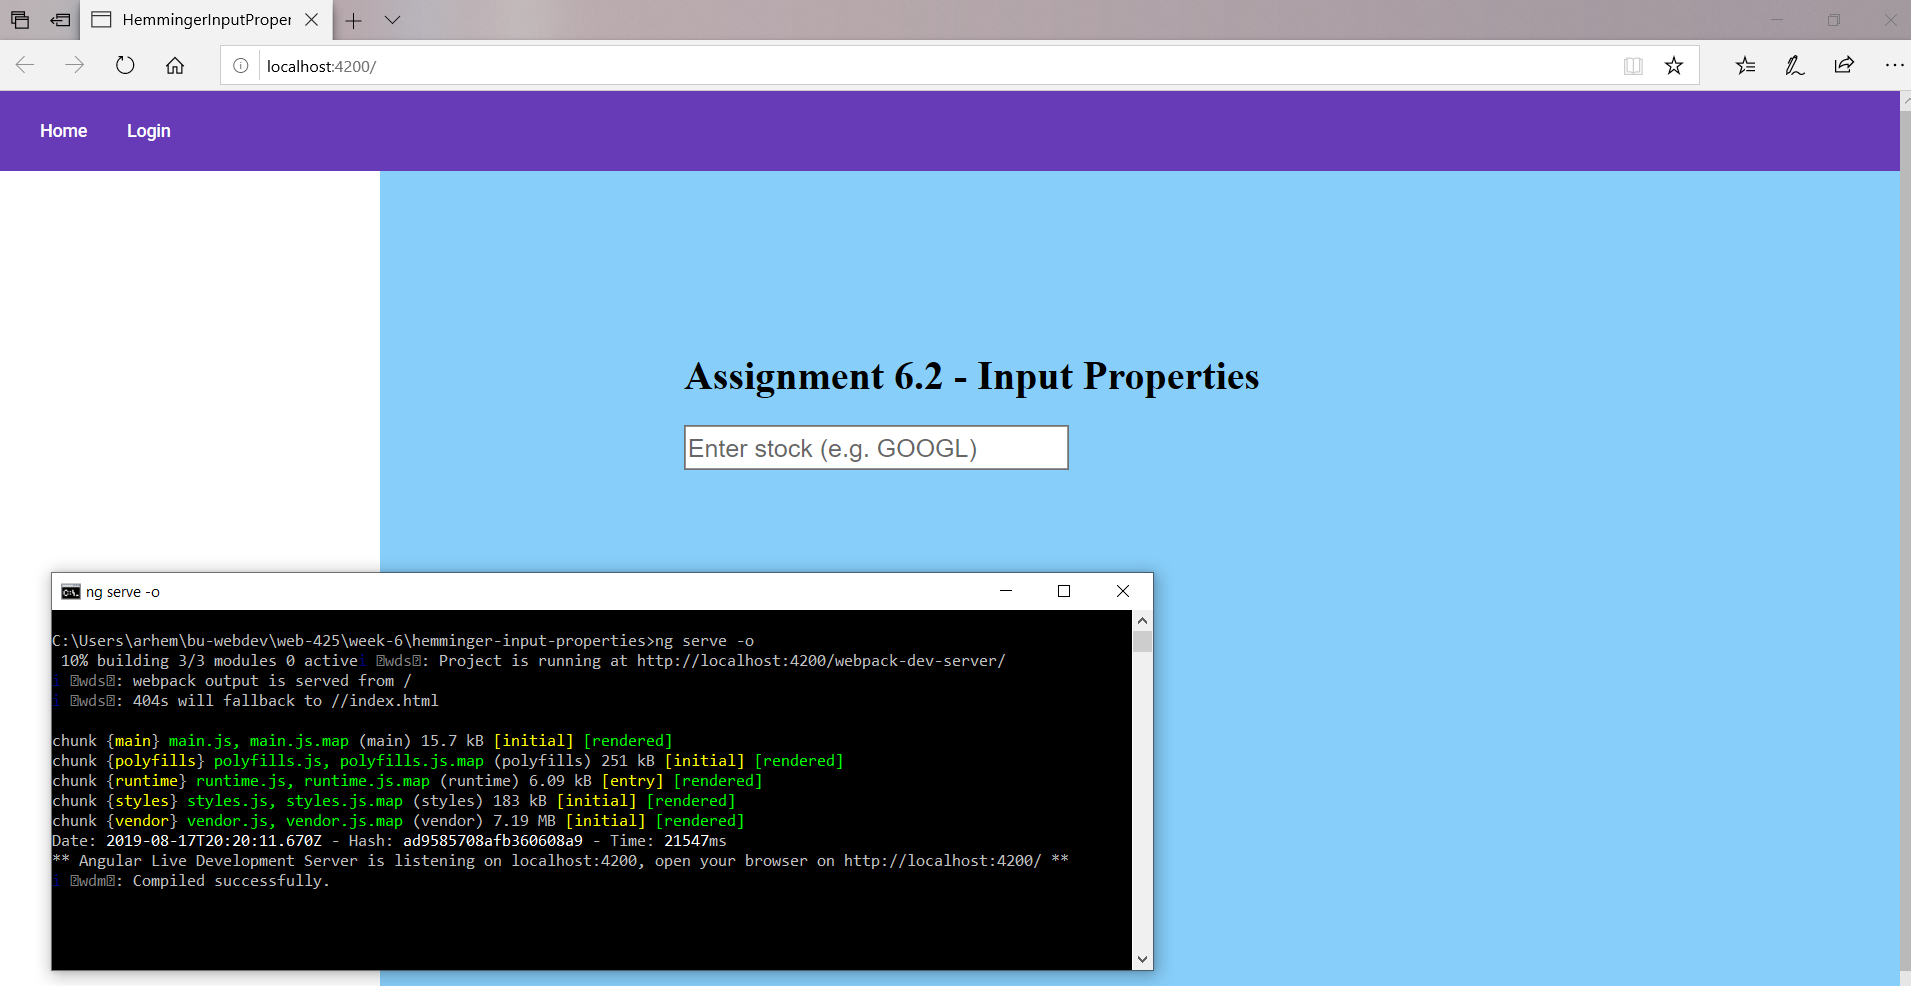 HemmingerInputProper
localhost:4200/
Home Login
Assignment 6.2 - Input Properties
Enter stock (e.g. GOOGL)
ng serve -o
C:\Users\arhem\bu-webdev\web-425\week-6\hemminger-input-properties>ng serve -o
10% building 3/3 modules 0 activei ⍰wds⍰: Project is running at http://localhost:4200/webpack-dev-server/
i ⍰wds⍰: webpack output is served from /
i ⍰wds⍰: 404s will fallback to //index.html
chunk {main} main.js, main.js.map (main) 15.7 kB [initial] [rendered]
chunk {polyfills} polyfills.js, polyfills.js.map (polyfills) 251 kB [initial] [rendered]
chunk {runtime} runtime.js, runtime.js.map (runtime) 6.09 kB [entry] [rendered]
chunk {styles} styles.js, styles.js.map (styles) 183 kB [initial] [rendered]
chunk {vendor} vendor.js, vendor.js.map (vendor) 7.19 MB [initial] [rendered]
Date: 2019-08-17T20:20:11.670Z - Hash: ad9585708afb360608a9 - Time: 21547ms
** Angular Live Development Server is listening on localhost:4200, open your browser on http://localhost:4200/ **
i ⍰wdm⍰: Compiled successfully.